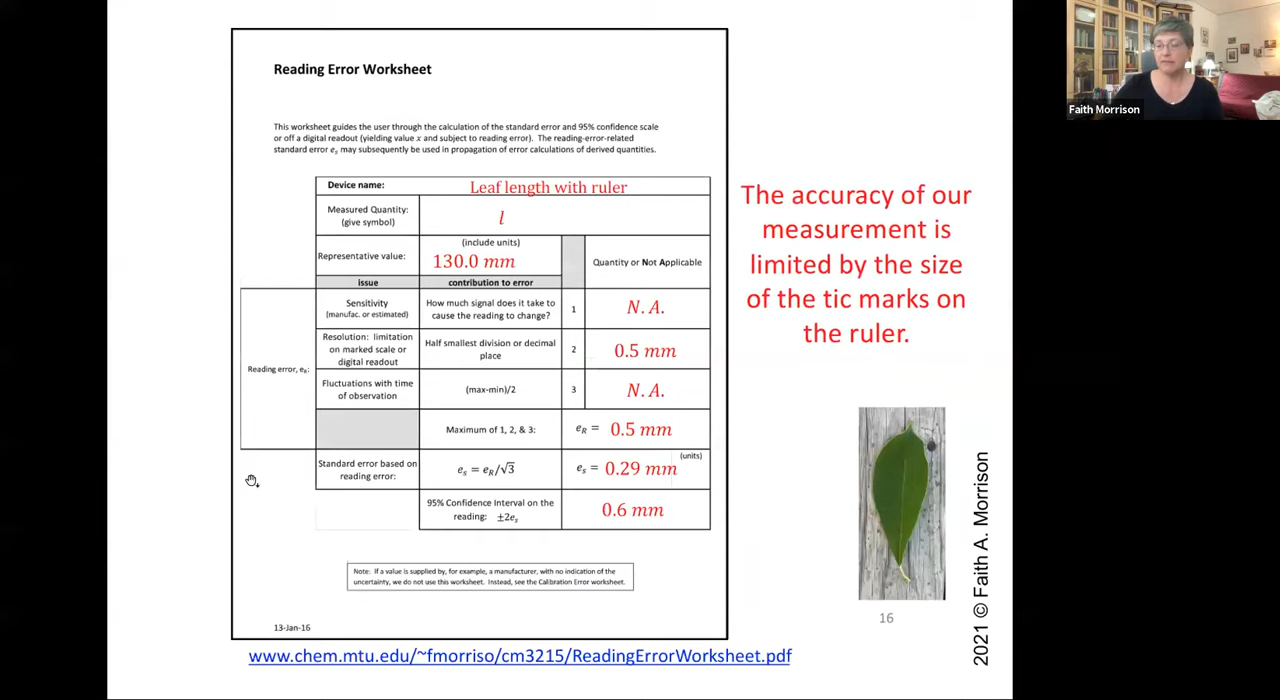 Reading Error Worksheet
This worksheet guides the user through the calculation of the standard error and 95% confidence scale
or off a digital readout (yielding value x and subject to reading error). The reading-error-related
standard error eₛ may subsequently be used in propagation of error calculations of derived quantities.
Device name: Leaf length with ruler
Measured Quantity:
(give symbol)
l
Representative value:
(include units)
130.0 mm
Quantity or Not Applicable
issue
contribution to error
Reading error, eR:
Sensitivity
(manufac. or estimated)
How much signal does it take to
cause the reading to change?
1
N.A.
Resolution: limitation
on marked scale or
digital readout
Half smallest division or decimal
place
2
0.5 mm
Fluctuations with time
of observation
(max-min)/2
3
N.A.
Maximum of 1, 2, & 3:
eR = 0.5 mm
Standard error based on
reading error:
eₛ = eR/√3
(units)
eₛ = 0.29 mm
95% Confidence Interval on the
reading: ±2eₛ
0.6 mm
Note: If a value is supplied by, for example, a manufacturer, with no indication of the
uncertainty, we do not use this worksheet. Instead, see the Calibration Error worksheet.
13-Jan-16
www.chem.mtu.edu/~fmorriso/cm3215/ReadingErrorWorksheet.pdf
The accuracy of our
measurement is
limited by the size
of the tic marks on
the ruler.
16
2021 © Faith A. Morrison
Faith Morrison